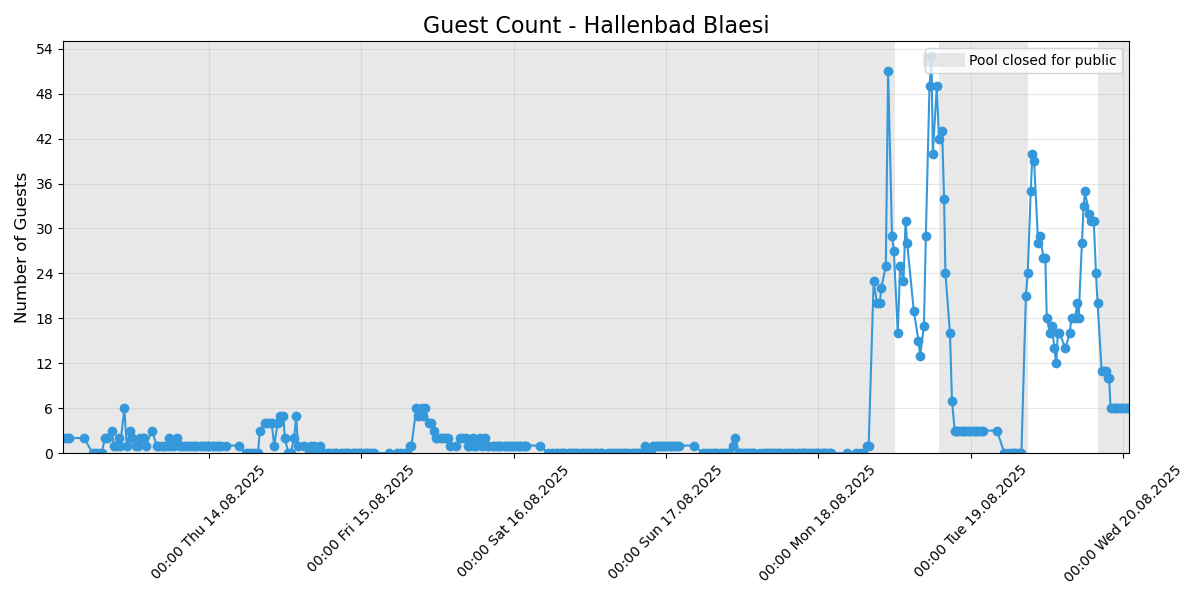 Guest Count - Hallenbad Blaesi
Pool closed for public
Number of Guests
54
48
42
36
30
24
18
12
6
0
00:00 Thu 14.08.2025
00:00 Fri 15.08.2025
00:00 Sat 16.08.2025
00:00 Sun 17.08.2025
00:00 Mon 18.08.2025
00:00 Tue 19.08.2025
00:00 Wed 20.08.2025